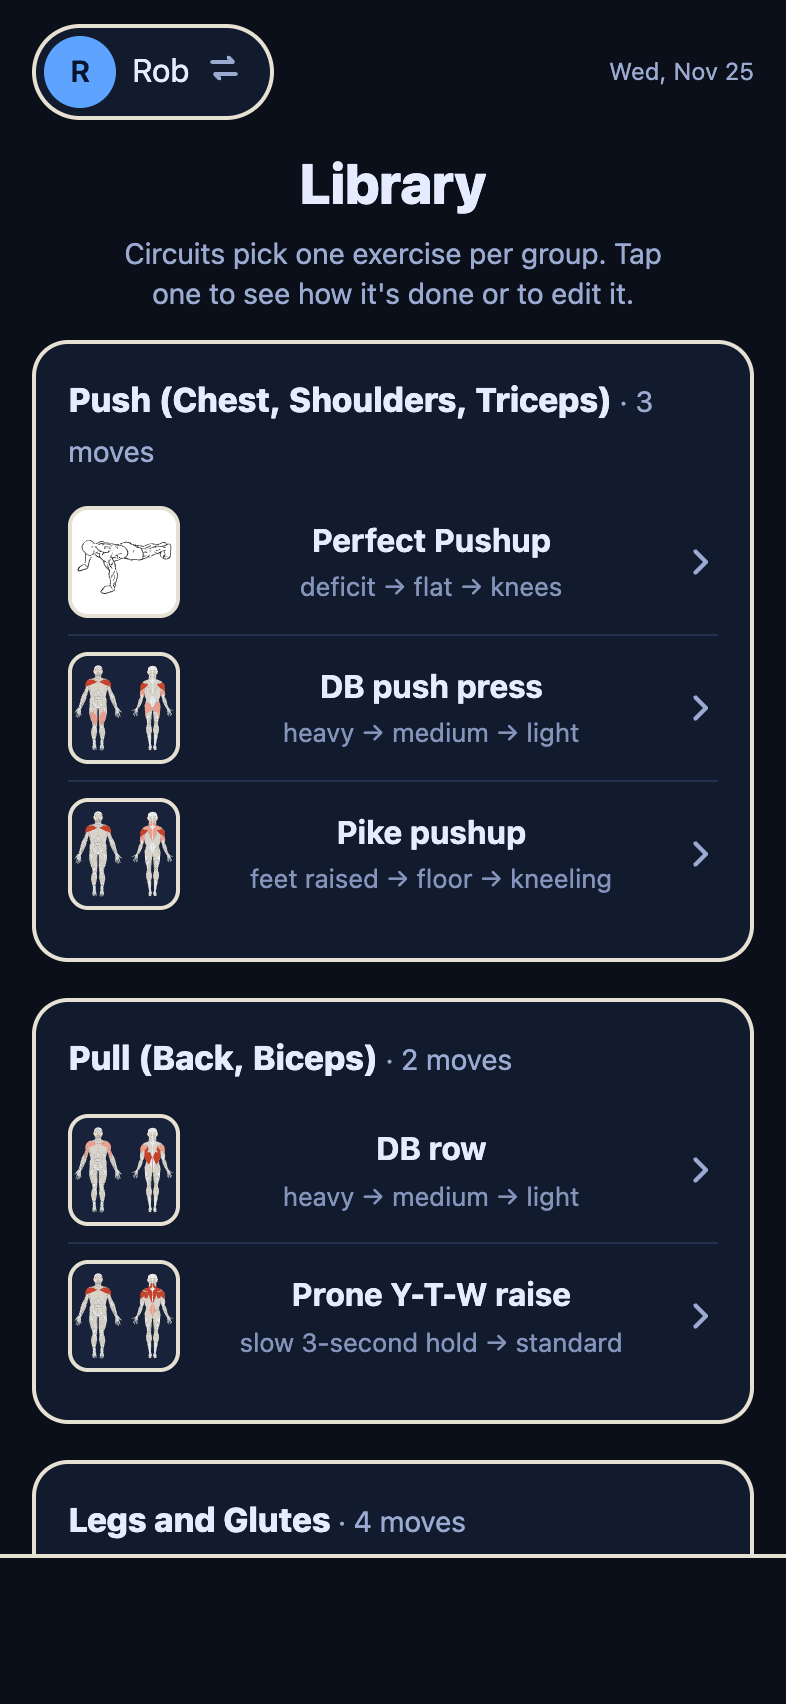 R Rob
Wed, Nov 25
Library
Circuits pick one exercise per group. Tap
one to see how it's done or to edit it.
Push (Chest, Shoulders, Triceps) · 3
moves
Perfect Pushup
deficit → flat → knees
DB push press
heavy → medium → light
Pike pushup
feet raised → floor → kneeling
Pull (Back, Biceps) · 2 moves
DB row
heavy → medium → light
Prone Y-T-W raise
slow 3-second hold → standard
Legs and Glutes · 4 moves